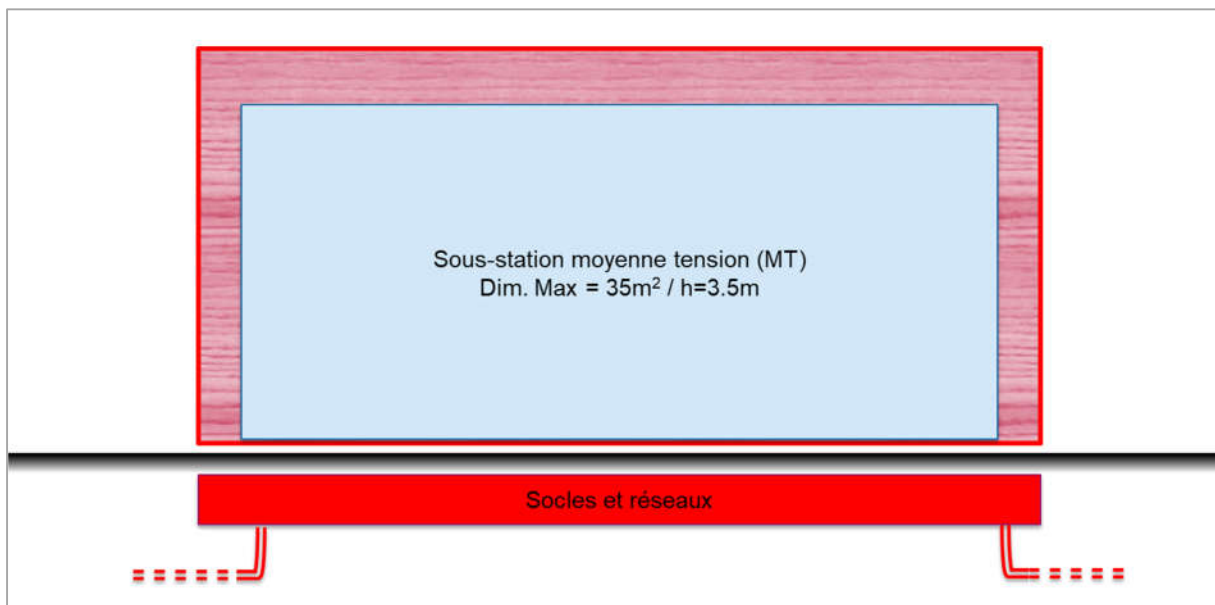 Sous-station moyenne tension (MT)
Dim. Max = 35m² / h=3.5m
Socles et réseaux